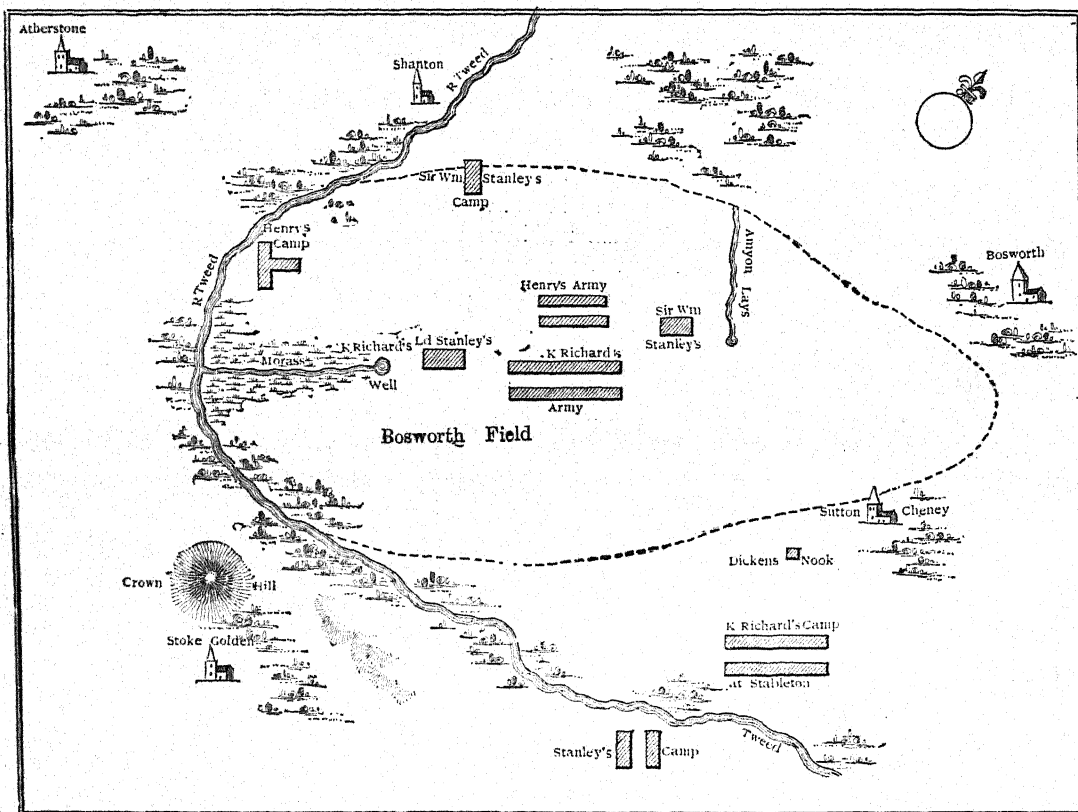 Atherstone
Shanton
R Tweed
Sir Wm Stanley's
Camp
Henry's
Camp
R Tweed
Amyon Lays
Bosworth
Henry's Army
Sir Wm
Stanley's
K Richard's
Well
Ld Stanley's
K Richard's
Army
Morass
Bosworth Field
Sutton Cheney
Dickens Nook
Crown Hill
Stoke Golden
K Richard's Camp
at Stableton
Stanley's Camp
Tweed